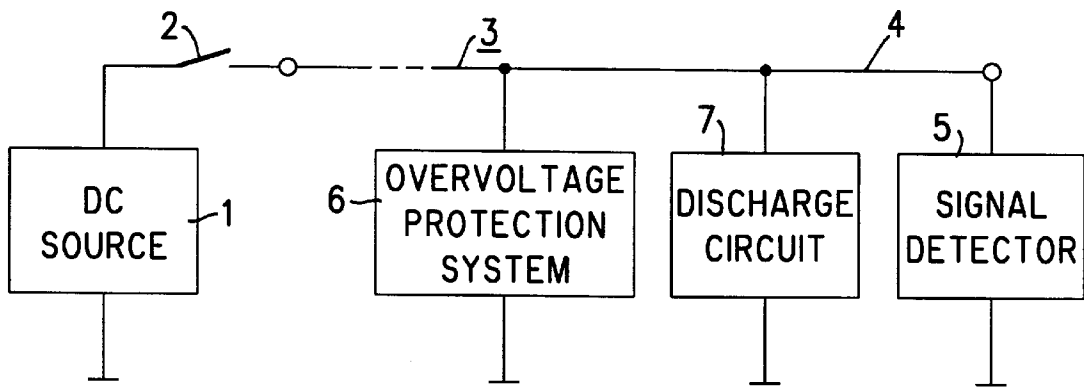 2
3
4
DC
SOURCE
1
6
OVERVOLTAGE
PROTECTION
SYSTEM
7
DISCHARGE
CIRCUIT
5
SIGNAL
DETECTOR